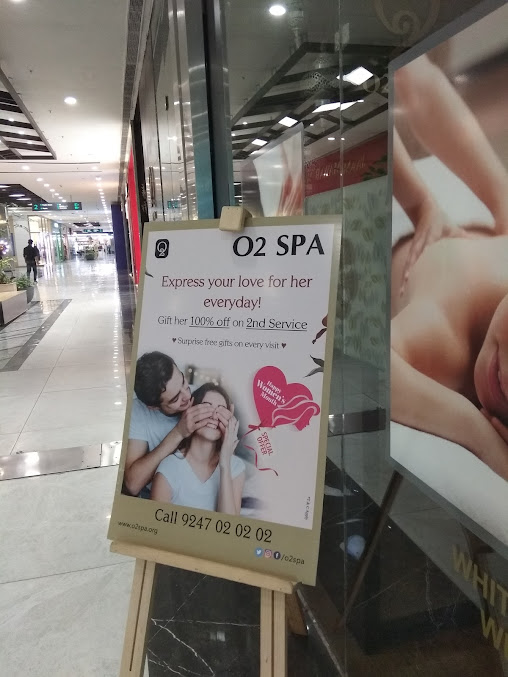 O2 SPA
Express your love for her
everyday!
Gift her 100% off on 2nd Service
♥ Surprise free gifts on every visit ♥
Happy
Women's
Month
SPECIAL
OFFER
Call 9247 02 02 02
www.o2spa.org
/o2spa
WHIT